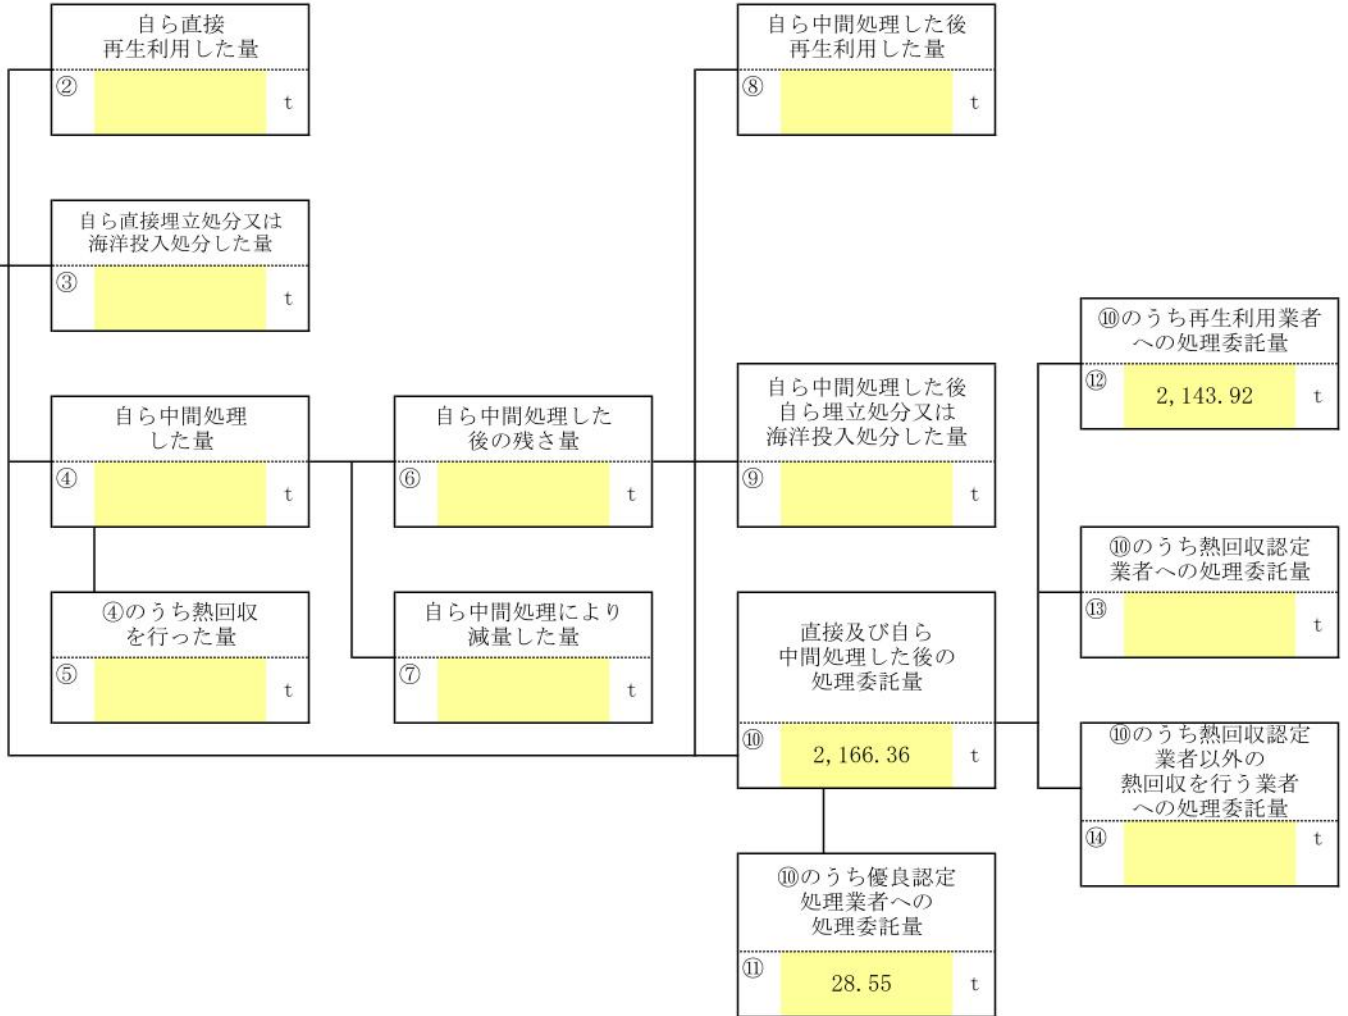 自ら直接
再生利用した量
②
t
自ら中間処理した後
再生利用した量
⑧
t
自ら直接埋立処分又は
海洋投入処分した量
③
t
⑩のうち再生利用業者
への処理委託量
⑫
2,143.92
t
自ら中間処理
した量
④
t
自ら中間処理した
後の残さ量
⑥
t
自ら中間処理した後
自ら埋立処分又は
海洋投入処分した量
⑨
t
⑩のうち熱回収認定
業者への処理委託量
⑬
t
④のうち熱回収
を行った量
⑤
t
自ら中間処理により
減量した量
⑦
t
直接及び自ら
中間処理した後の
処理委託量
⑩
2,166.36
t
⑩のうち熱回収認定
業者以外の
熱回収を行う業者
への処理委託量
⑭
t
⑩のうち優良認定
処理業者への
処理委託量
⑪
28.55
t